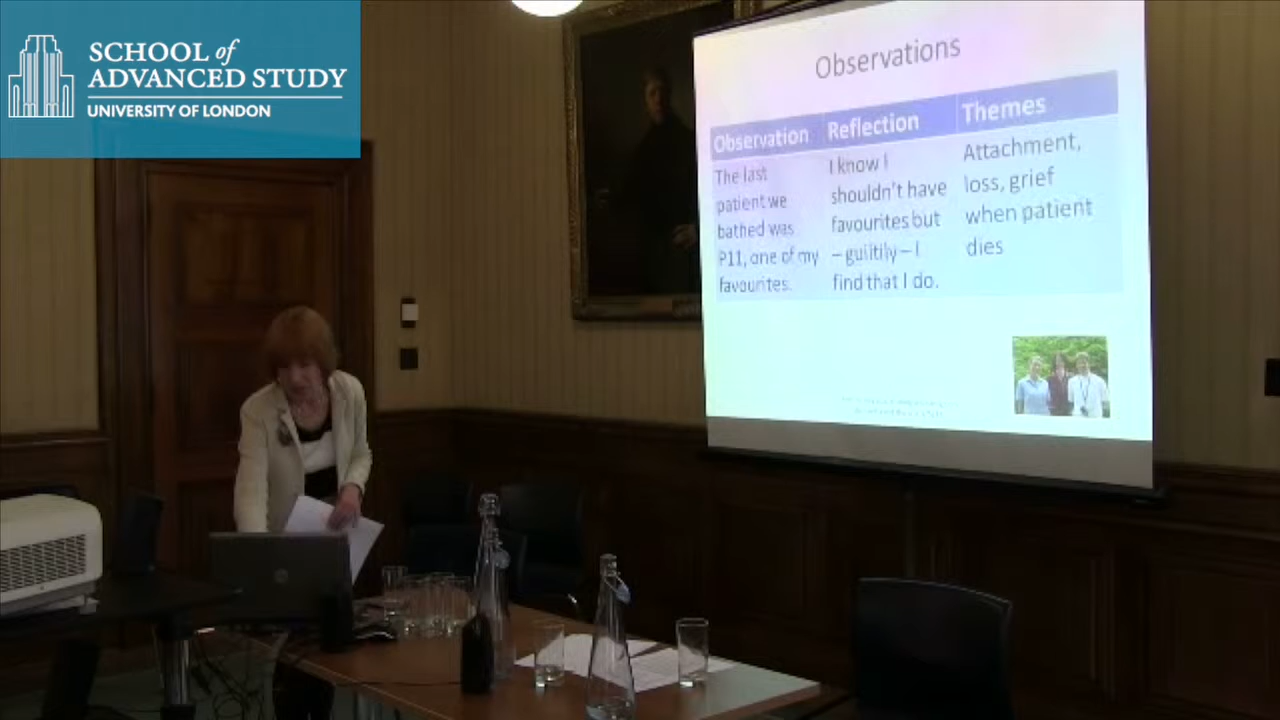 SCHOOL of
ADVANCED STUDY
UNIVERSITY OF LONDON
Observations
Observation
Reflection
Themes
The last
patient we
bathed was
P11, one of my
favourites.
I know I
shouldn't have
favourites but
– guiltily – I
find that I do.
Attachment,
loss, grief
when patient
dies